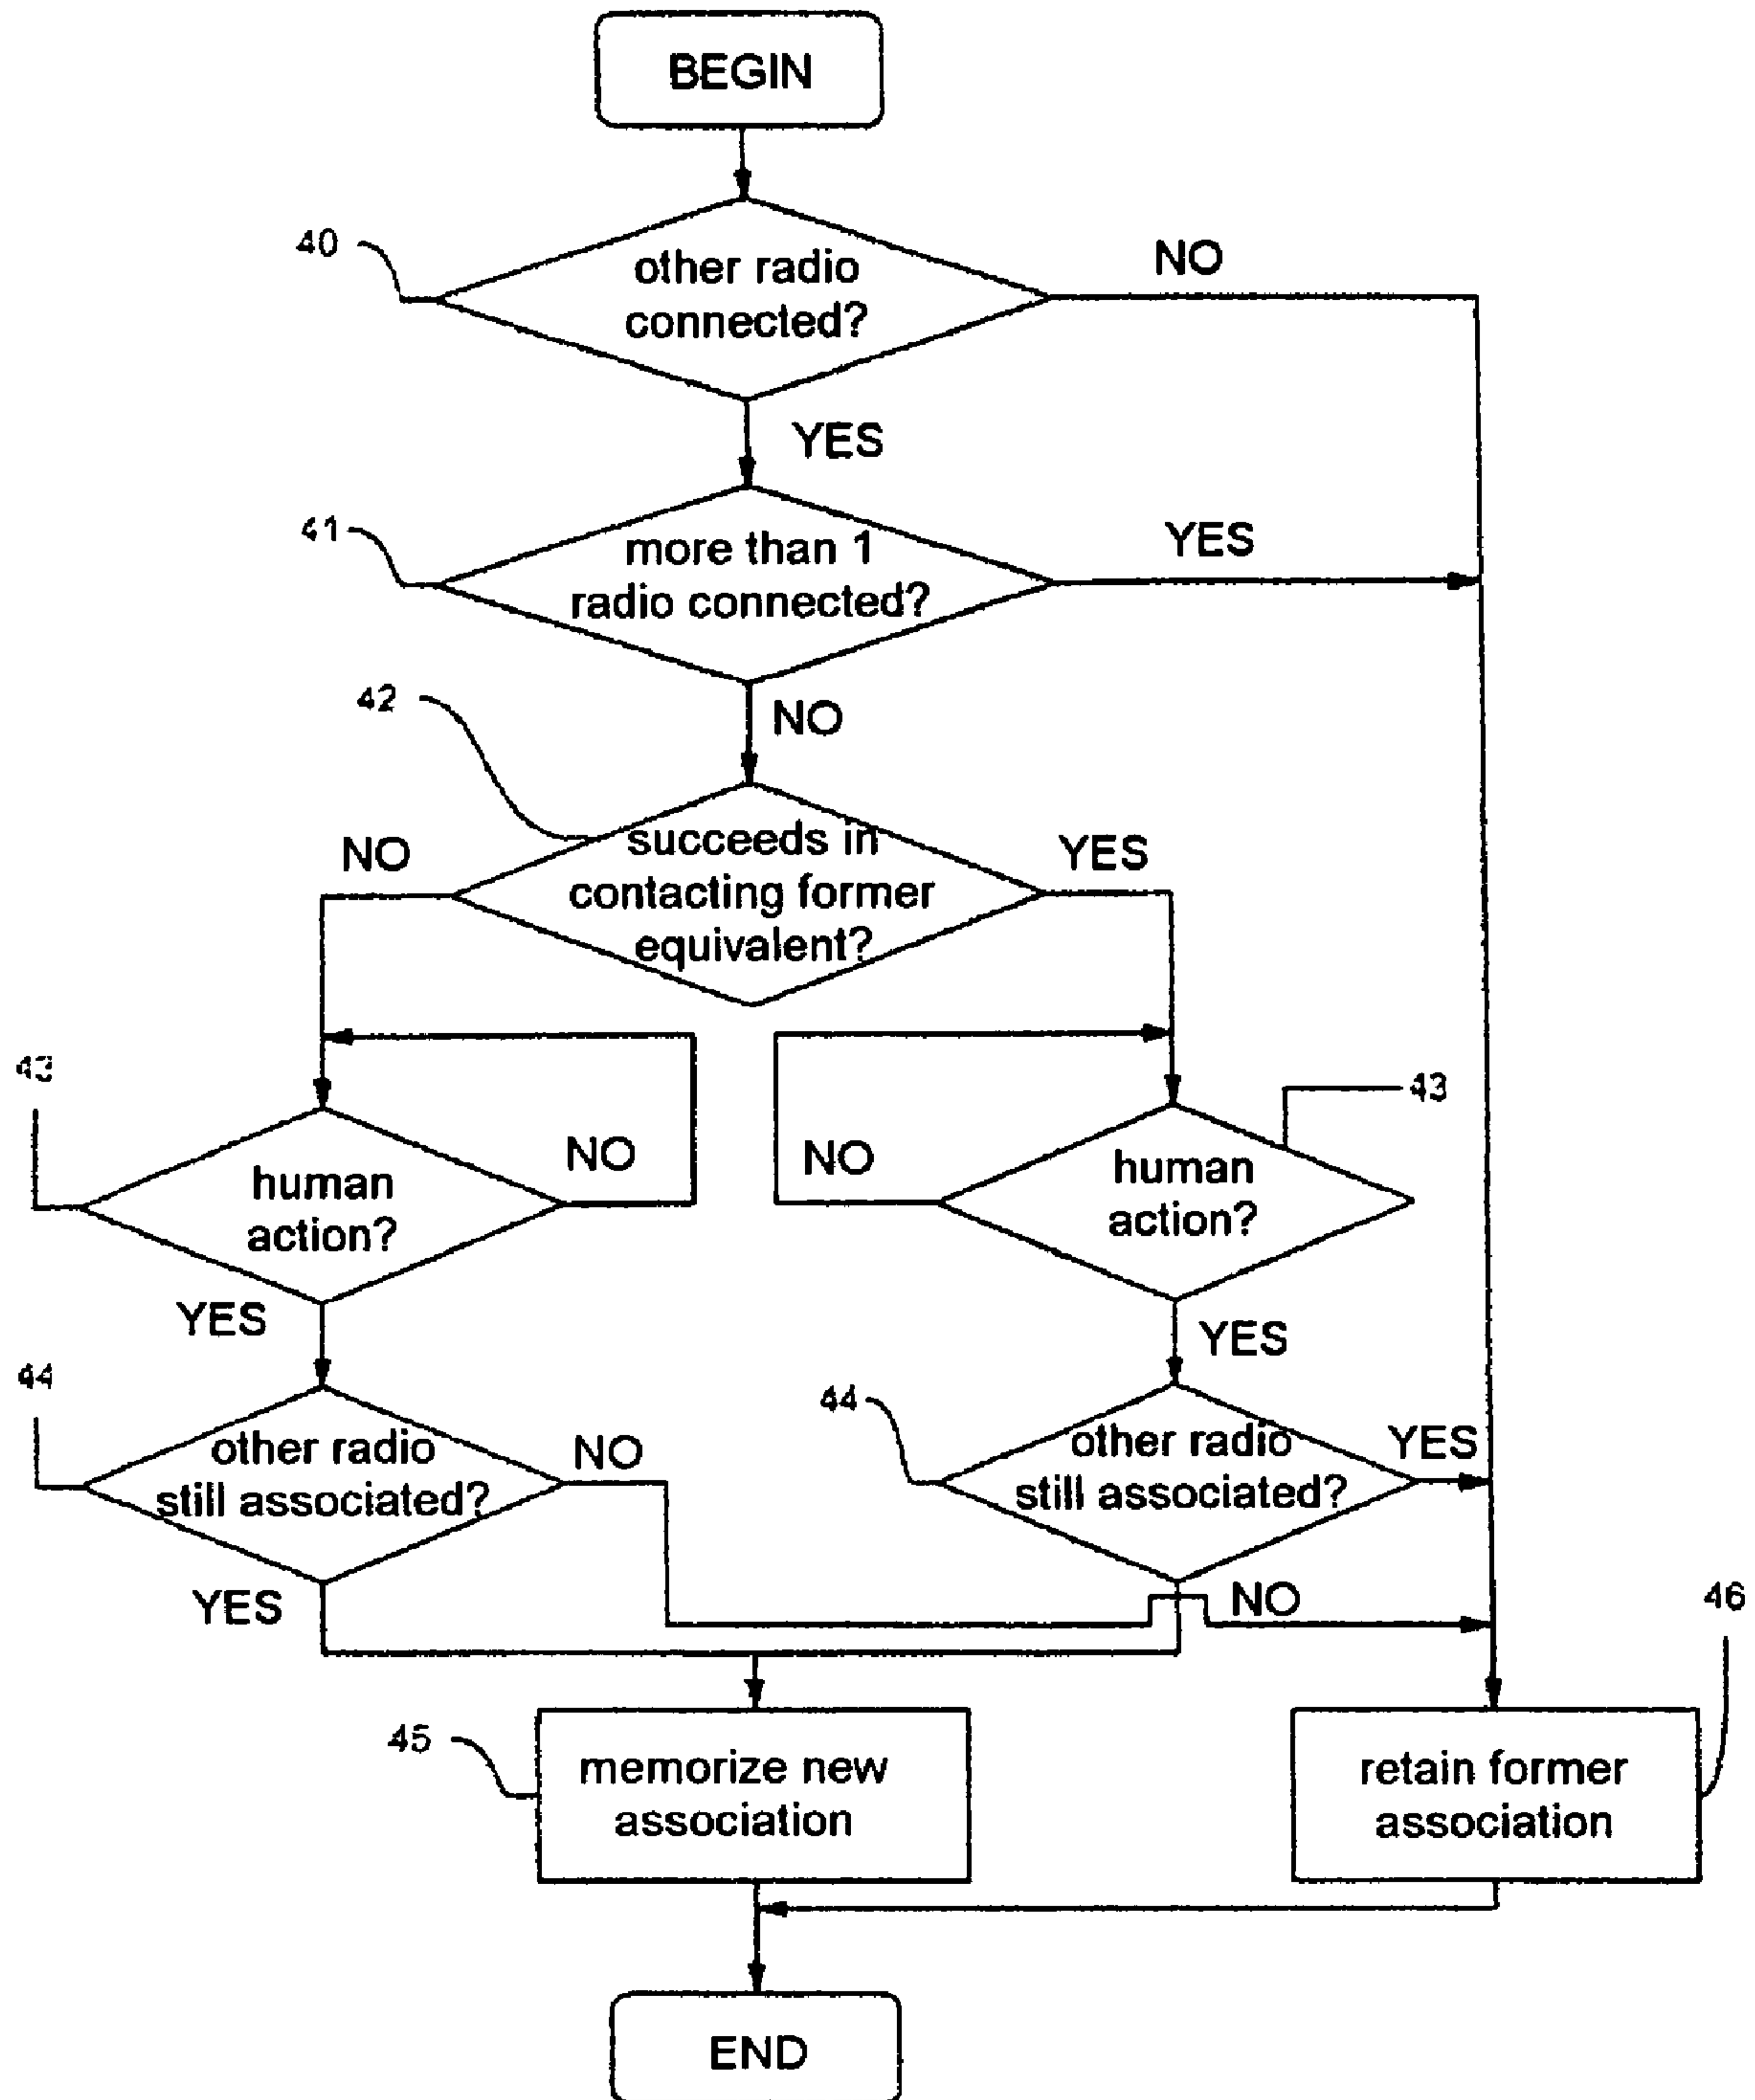 BEGIN
40
other radio
connected?
NO
YES
41
more than 1
radio connected?
YES
NO
42
succeeds in
contacting former
equivalent?
NO
YES
43
human
action?
NO
YES
NO
human
action?
43
YES
44
other radio
still associated?
NO
YES
44
other radio
still associated?
YES
NO
45
memorize new
association
46
retain former
association
END